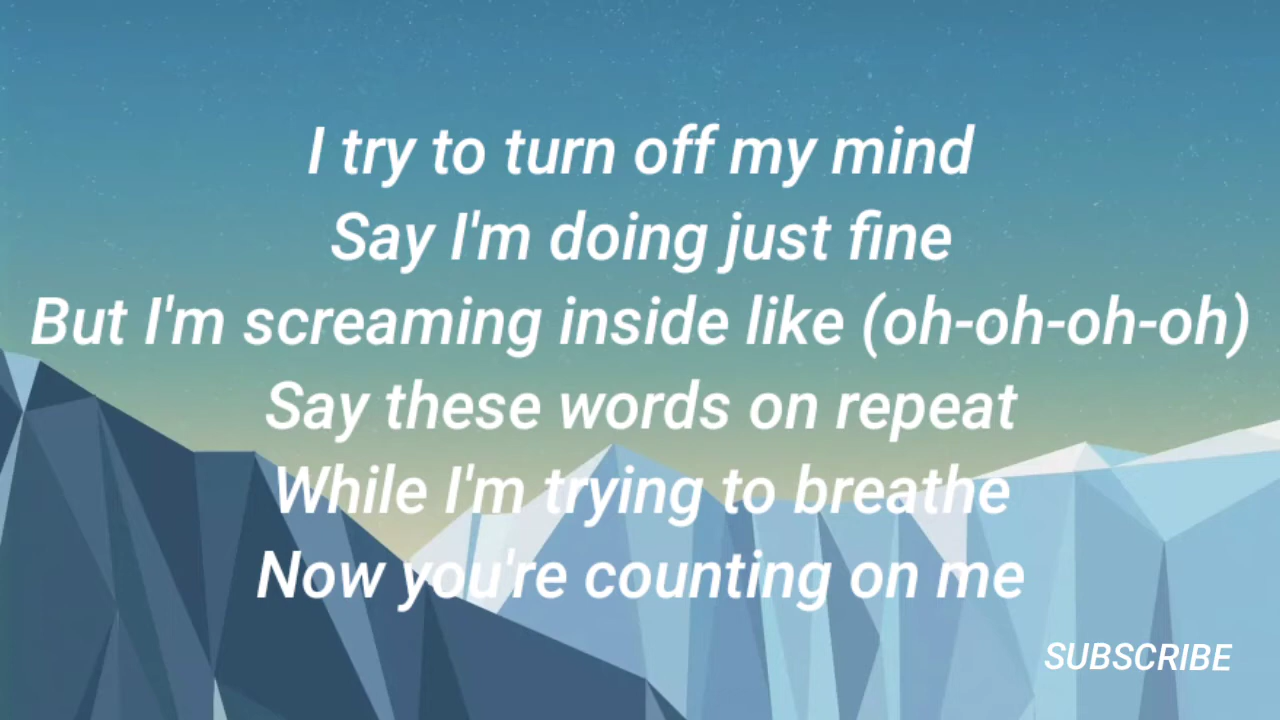 I try to turn off my mind
Say I'm doing just fine
But I'm screaming inside like (oh-oh-oh-oh)
Say these words on repeat
While I'm trying to breathe
Now you're counting on me
SUBSCRIBE